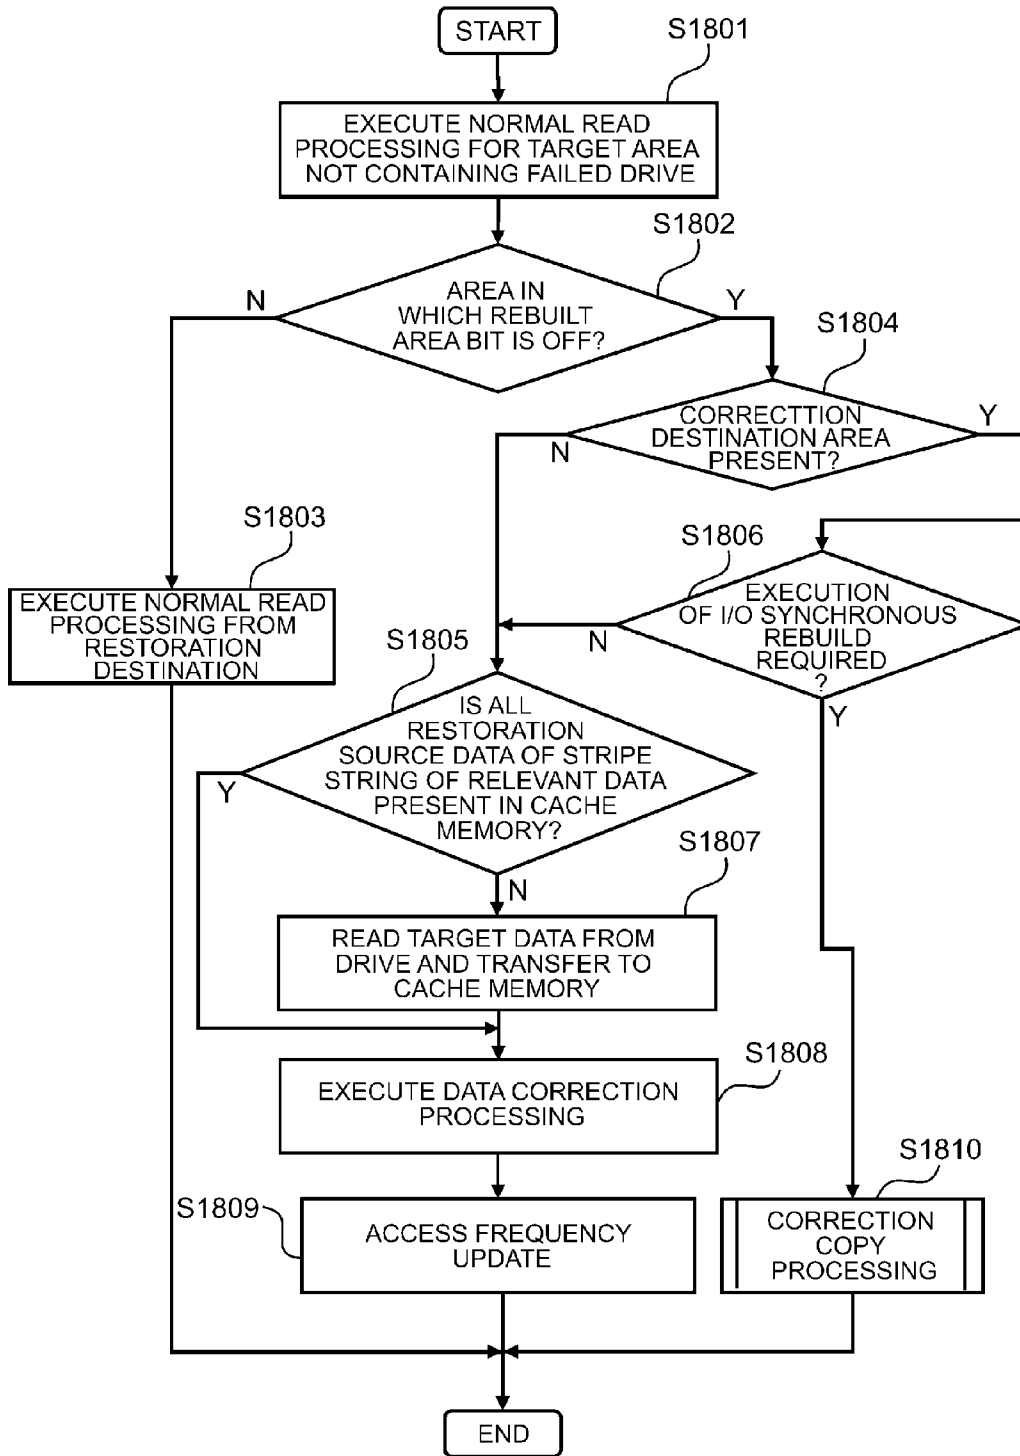 START
S1801
EXECUTE NORMAL READ
PROCESSING FOR TARGET AREA
NOT CONTAINING FAILED DRIVE
S1802
AREA IN
WHICH REBUILT
AREA BIT IS OFF?
N
Y
S1804
CORRECTTION
DESTINATION AREA
PRESENT?
N
Y
S1803
EXECUTE NORMAL READ
PROCESSING FROM
RESTORATION
DESTINATION
S1806
EXECUTION
OF I/O SYNCHRONOUS
REBUILD
REQUIRED
?
N
Y
S1805
IS ALL
RESTORATION
SOURCE DATA OF STRIPE
STRING OF RELEVANT DATA
PRESENT IN CACHE
MEMORY?
Y
N
S1807
READ TARGET DATA FROM
DRIVE AND TRANSFER TO
CACHE MEMORY
S1808
EXECUTE DATA CORRECTION
PROCESSING
S1809
ACCESS FREQUENCY
UPDATE
S1810
CORRECTION
COPY
PROCESSING
END